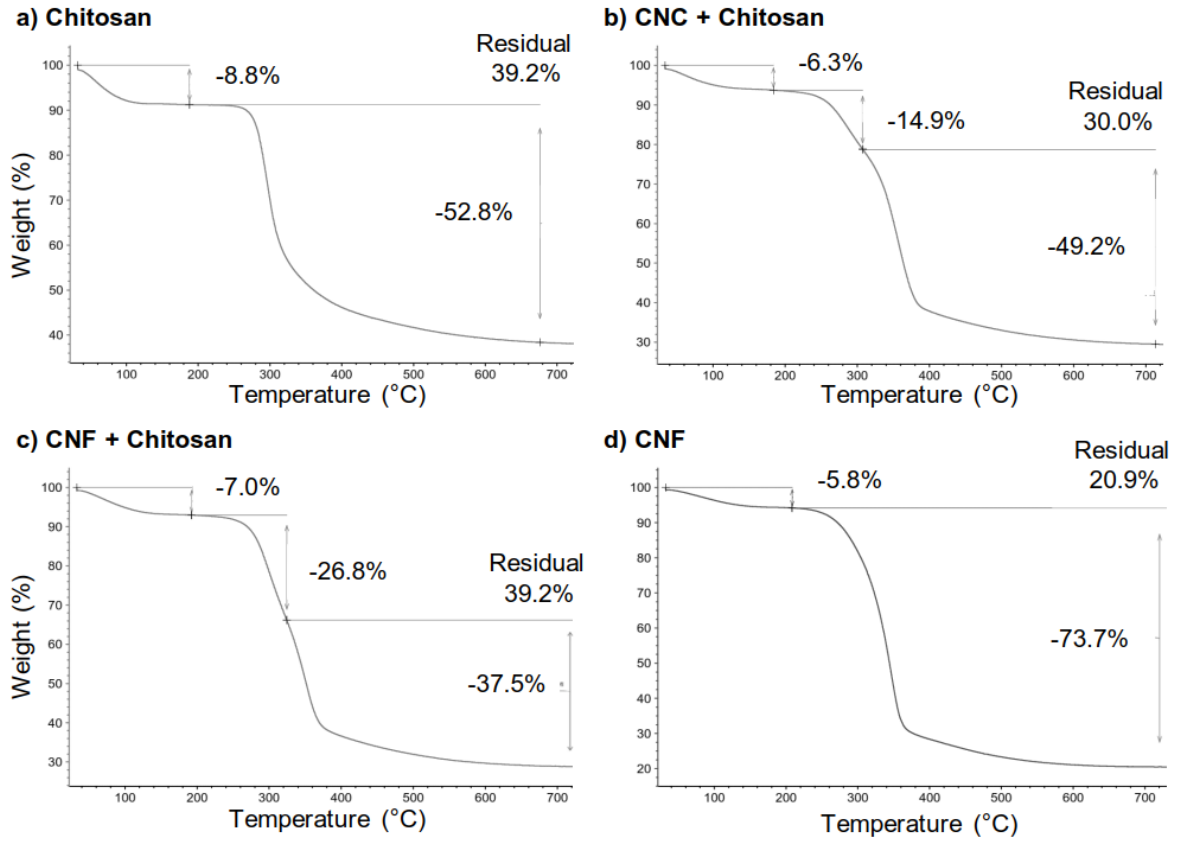 a) Chitosan
Residual
39.2%
-8.8%
-52.8%
100
90
80
70
60
50
40
Weight (%)
100 200 300 400 500 600 700
Temperature (°C)
b) CNC + Chitosan
-6.3%
Residual
30.0%
-14.9%
-49.2%
100
90
80
70
60
50
40
30
100 200 300 400 500 600 700
Temperature (°C)
c) CNF + Chitosan
-7.0%
-26.8%
Residual
39.2%
-37.5%
100
90
80
70
60
50
40
30
Weight (%)
100 200 300 400 500 600 700
Temperature (°C)
d) CNF
Residual
20.9%
-5.8%
-73.7%
100
90
80
70
60
50
40
30
20
100 200 300 400 500 600 700
Temperature (°C)